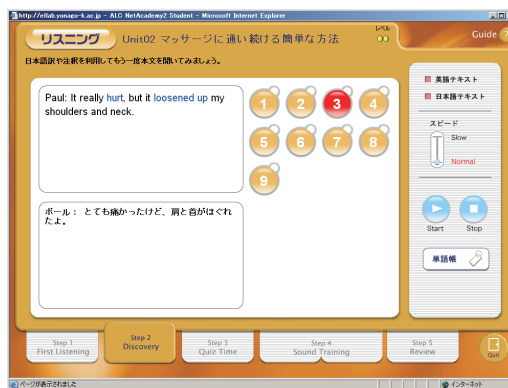 http://ellab.yonago-k.ac.jp - ALC NetAcademy2 Student - Microsoft Internet Explorer
リスニング Unit02 マッサージに通い続ける簡単な方法 レベル
Guide ?
日本語訳や注釈を利用してもう一度本文を聞いてみましょう。
Paul: It really hurt, but it loosened up my
shoulders and neck.
1 2 3 4
5 6 7 8
9
ポール： とても痛かったけど、肩と首がほぐれ
たよ。
英語テキスト
日本語テキスト
スピード
Slow
Normal
Start Stop
単語帳
Step 1 First Listening
Step 2 Discovery
Step 3 Quiz Time
Step 4 Sound Training
Step 5 Review
Quit
ページが表示されました インターネット